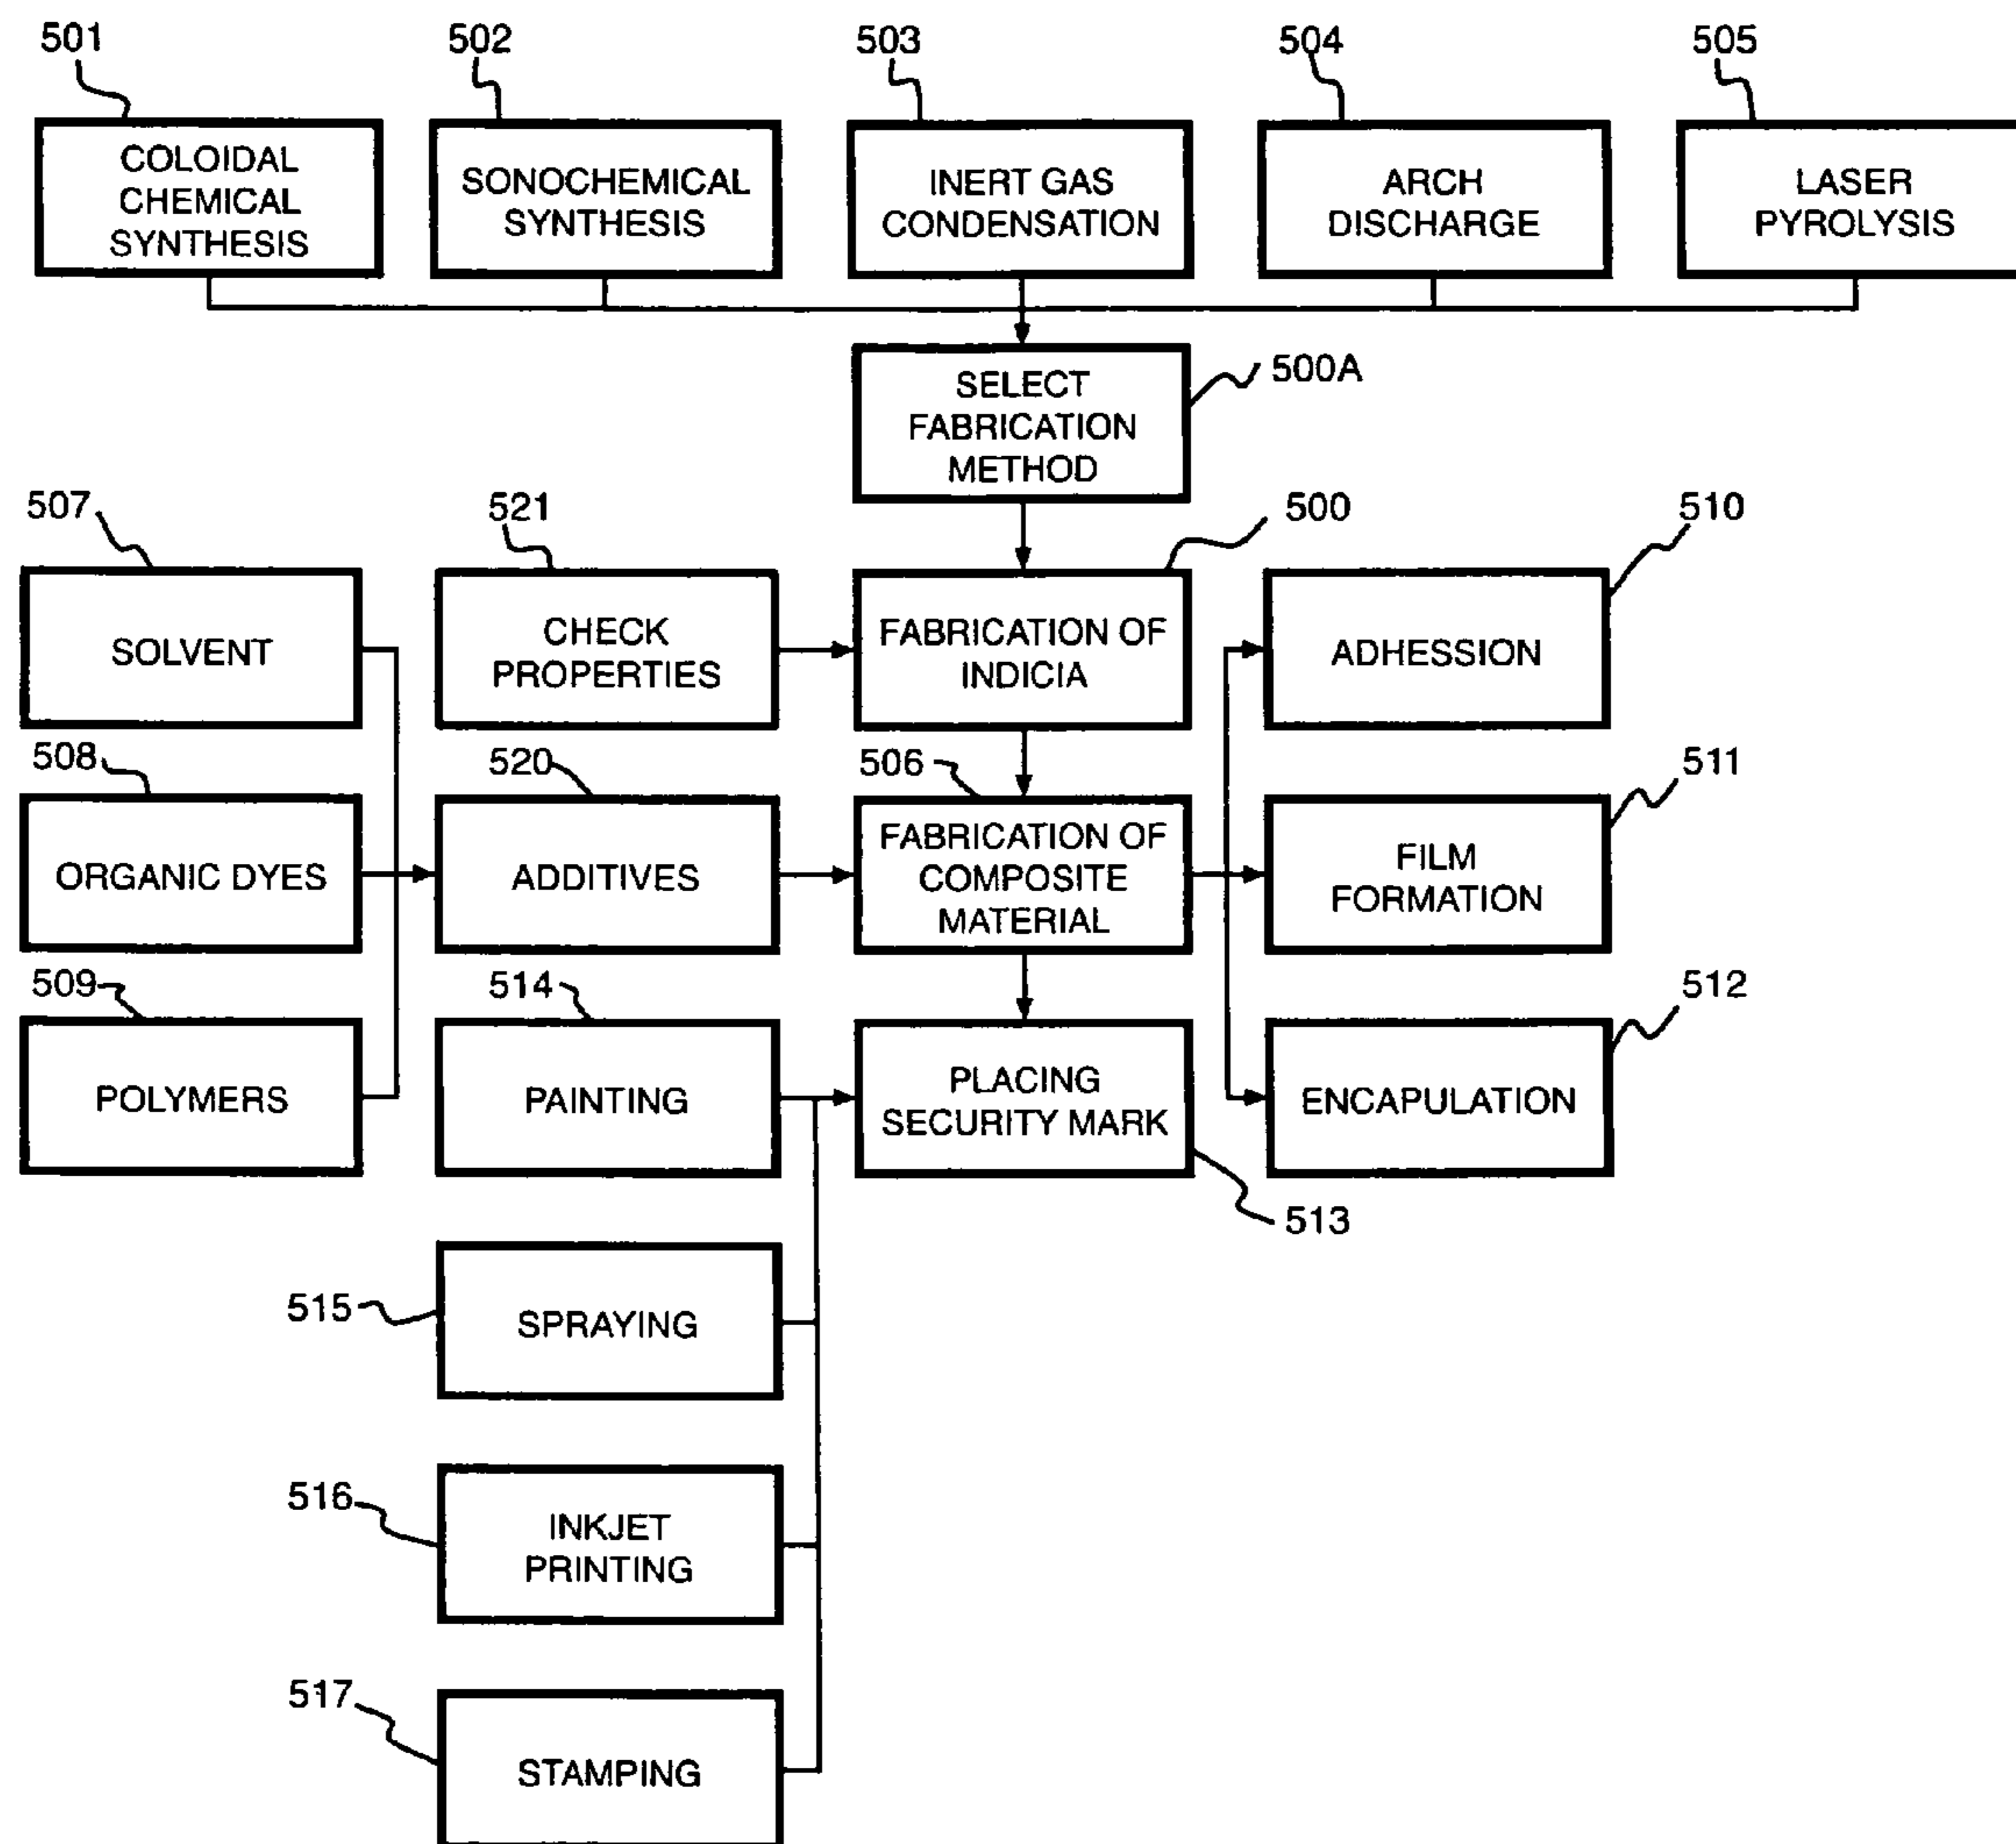 501
502
503
504
505
COLOIDAL
CHEMICAL
SYNTHESIS
SONOCHEMICAL
SYNTHESIS
INERT GAS
CONDENSATION
ARCH
DISCHARGE
LASER
PYROLYSIS
SELECT
FABRICATION
METHOD
500A
507
521
500
510
SOLVENT
CHECK
PROPERTIES
FABRICATION OF
INDICIA
ADHESSION
508
520
506
511
ORGANIC DYES
ADDITIVES
FABRICATION OF
COMPOSITE
MATERIAL
FILM
FORMATION
509
514
512
POLYMERS
PAINTING
PLACING
SECURITY MARK
ENCAPULATION
513
515
SPRAYING
516
INKJET
PRINTING
517
STAMPING